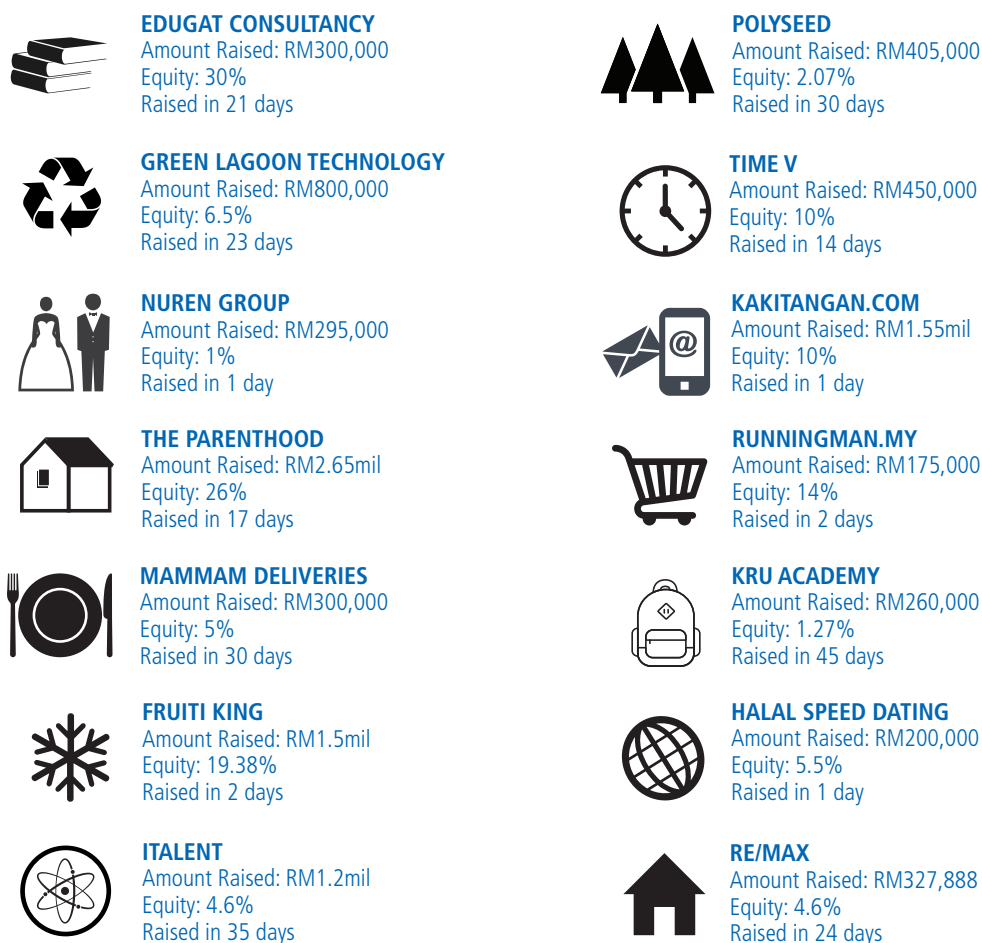 EDUGAT CONSULTANCY
Amount Raised: RM300,000
Equity: 30%
Raised in 21 days
GREEN LAGOON TECHNOLOGY
Amount Raised: RM800,000
Equity: 6.5%
Raised in 23 days
NUREN GROUP
Amount Raised: RM295,000
Equity: 1%
Raised in 1 day
THE PARENTHOOD
Amount Raised: RM2.65mil
Equity: 26%
Raised in 17 days
MAMMAM DELIVERIES
Amount Raised: RM300,000
Equity: 5%
Raised in 30 days
FRUITI KING
Amount Raised: RM1.5mil
Equity: 19.38%
Raised in 2 days
ITALENT
Amount Raised: RM1.2mil
Equity: 4.6%
Raised in 35 days
POLYSEED
Amount Raised: RM405,000
Equity: 2.07%
Raised in 30 days
TIME V
Amount Raised: RM450,000
Equity: 10%
Raised in 14 days
@
KAKITANGAN.COM
Amount Raised: RM1.55mil
Equity: 10%
Raised in 1 day
RUNNINGMAN.MY
Amount Raised: RM175,000
Equity: 14%
Raised in 2 days
KRU ACADEMY
Amount Raised: RM260,000
Equity: 1.27%
Raised in 45 days
HALAL SPEED DATING
Amount Raised: RM200,000
Equity: 5.5%
Raised in 1 day
RE/MAX
Amount Raised: RM327,888
Equity: 4.6%
Raised in 24 days